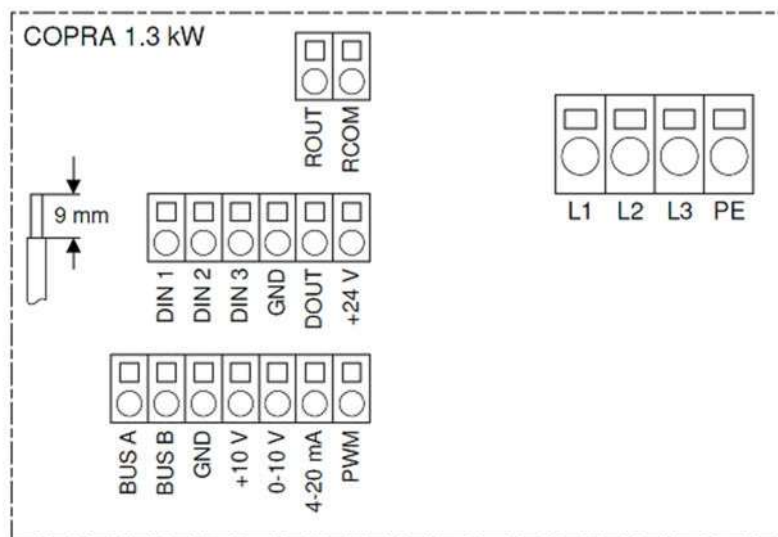 COPRA 1.3 kW
ROUT
RCOM
L1 L2 L3 PE
9 mm
DIN 1
DIN 2
DIN 3
GND
DOUT
+24 V
BUS A
BUS B
GND
+10 V
0-10 V
4-20 mA
PWM